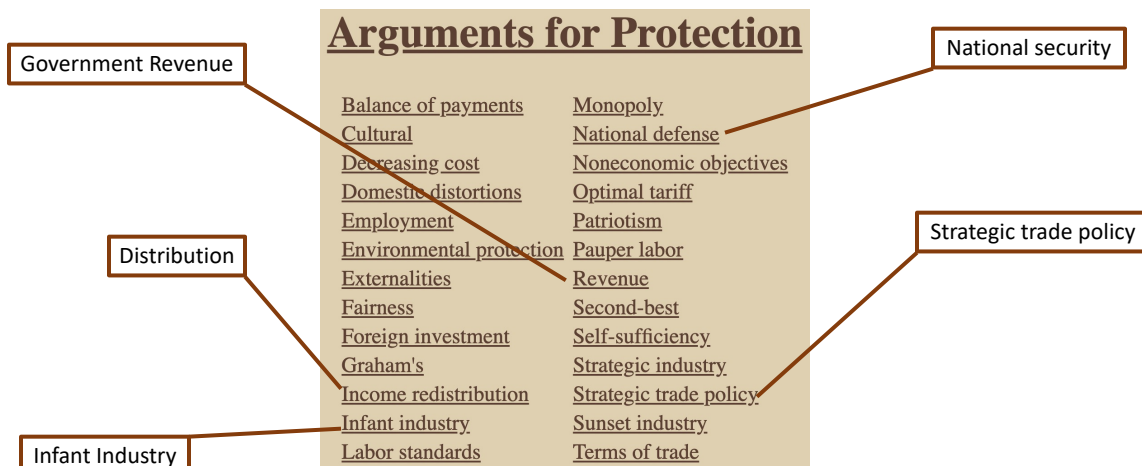 Arguments for Protection
Government Revenue
National security
Balance of payments
Cultural
Decreasing cost
Domestic distortions
Employment
Environmental protection
Externalities
Fairness
Foreign investment
Graham's
Income redistribution
Infant industry
Labor standards
Monopoly
National defense
Noneconomic objectives
Optimal tariff
Patriotism
Pauper labor
Revenue
Second-best
Self-sufficiency
Strategic industry
Strategic trade policy
Sunset industry
Terms of trade
Distribution
Strategic trade policy
Infant Industry